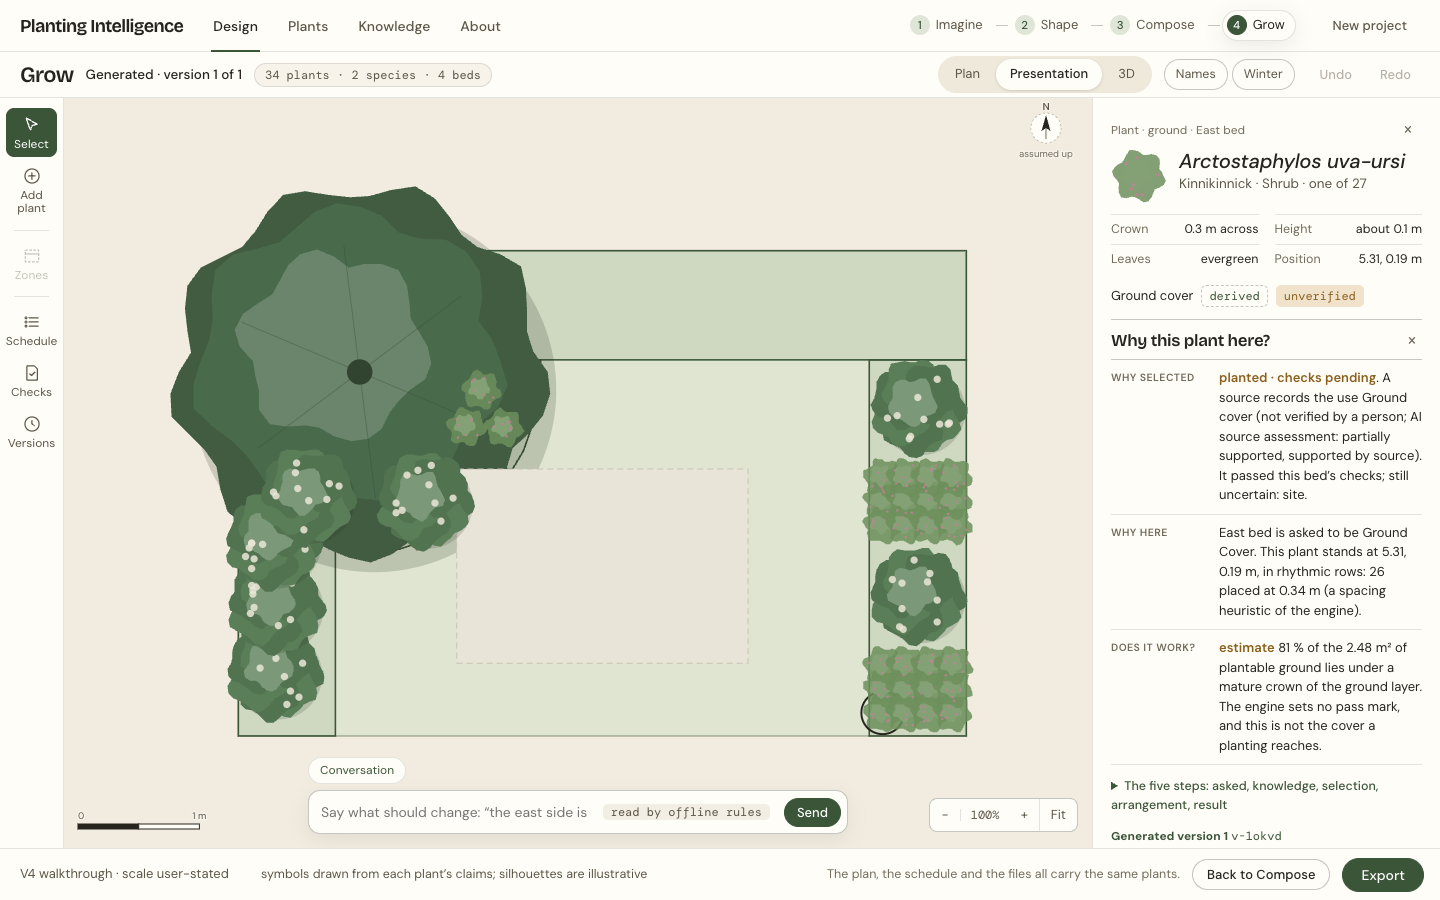 Planting Intelligence
Design
Plants
Knowledge
About
1 Imagine
2 Shape
3 Compose
4 Grow
New project
Grow
Generated · version 1 of 1
34 plants · 2 species · 4 beds
Plan
Presentation
3D
Names
Winter
Undo
Redo
Select
Add
plant
Zones
Schedule
Checks
Versions
N
assumed up
Plant · ground · East bed
×
Arctostaphylos uva-ursi
Kinnikinnick · Shrub · one of 27
Crown 0.3 m across
Height about 0.1 m
Leaves evergreen
Position 5.31, 0.19 m
Ground cover derived unverified
Why this plant here? ×
WHY SELECTED
planted · checks pending. A
source records the use Ground
cover (not verified by a person; AI
source assessment: partially
supported, supported by source).
It passed this bed’s checks; still
uncertain: site.
WHY HERE
East bed is asked to be Ground
Cover. This plant stands at 5.31,
0.19 m, in rhythmic rows: 26
placed at 0.34 m (a spacing
heuristic of the engine).
DOES IT WORK?
estimate 81 % of the 2.48 m² of
plantable ground lies under a
mature crown of the ground layer.
The engine sets no pass mark,
and this is not the cover a
planting reaches.
▶ The five steps: asked, knowledge, selection,
arrangement, result
Generated version 1 v-1okvd
Conversation
Say what should change: “the east side is
read by offline rules
Send
0 1 m
− 100% + Fit
V4 walkthrough · scale user-stated
symbols drawn from each plant’s claims; silhouettes are illustrative
The plan, the schedule and the files all carry the same plants.
Back to Compose
Export